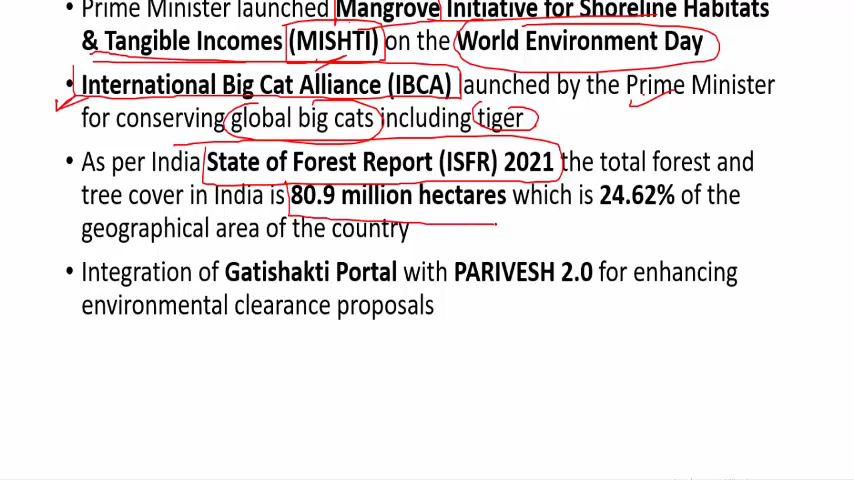 • Prime Minister launched Mangrove Initiative for Shoreline Habitats
& Tangible Incomes (MISHTI) on the World Environment Day
• International Big Cat Alliance (IBCA) launched by the Prime Minister
for conserving global big cats including tiger
• As per India State of Forest Report (ISFR) 2021 the total forest and
tree cover in India is 80.9 million hectares which is 24.62% of the
geographical area of the country
• Integration of Gatishakti Portal with PARIVESH 2.0 for enhancing
environmental clearance proposals